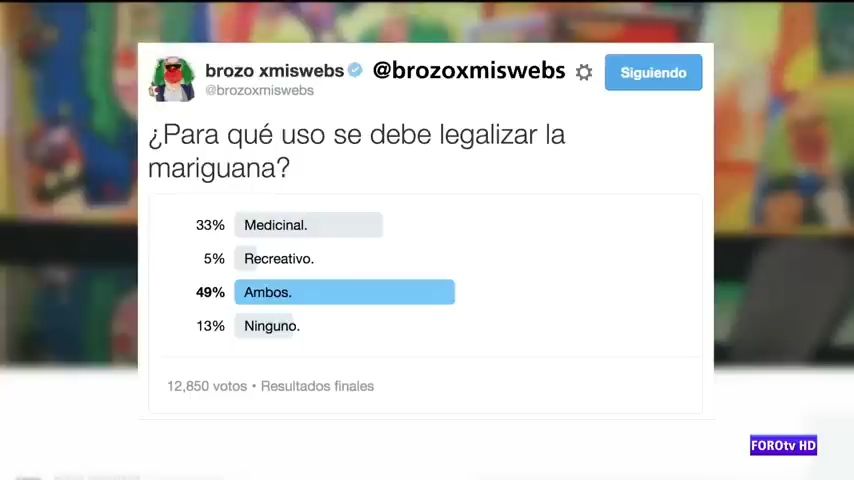 brozo xmiswebs @brozoxmiswebs Siguiendo
@brozoxmiswebs
¿Para qué uso se debe legalizar la
mariguana?
33% Medicinal.
5% Recreativo.
49% Ambos.
13% Ninguno.
12,850 votos • Resultados finales
FOROtv HD